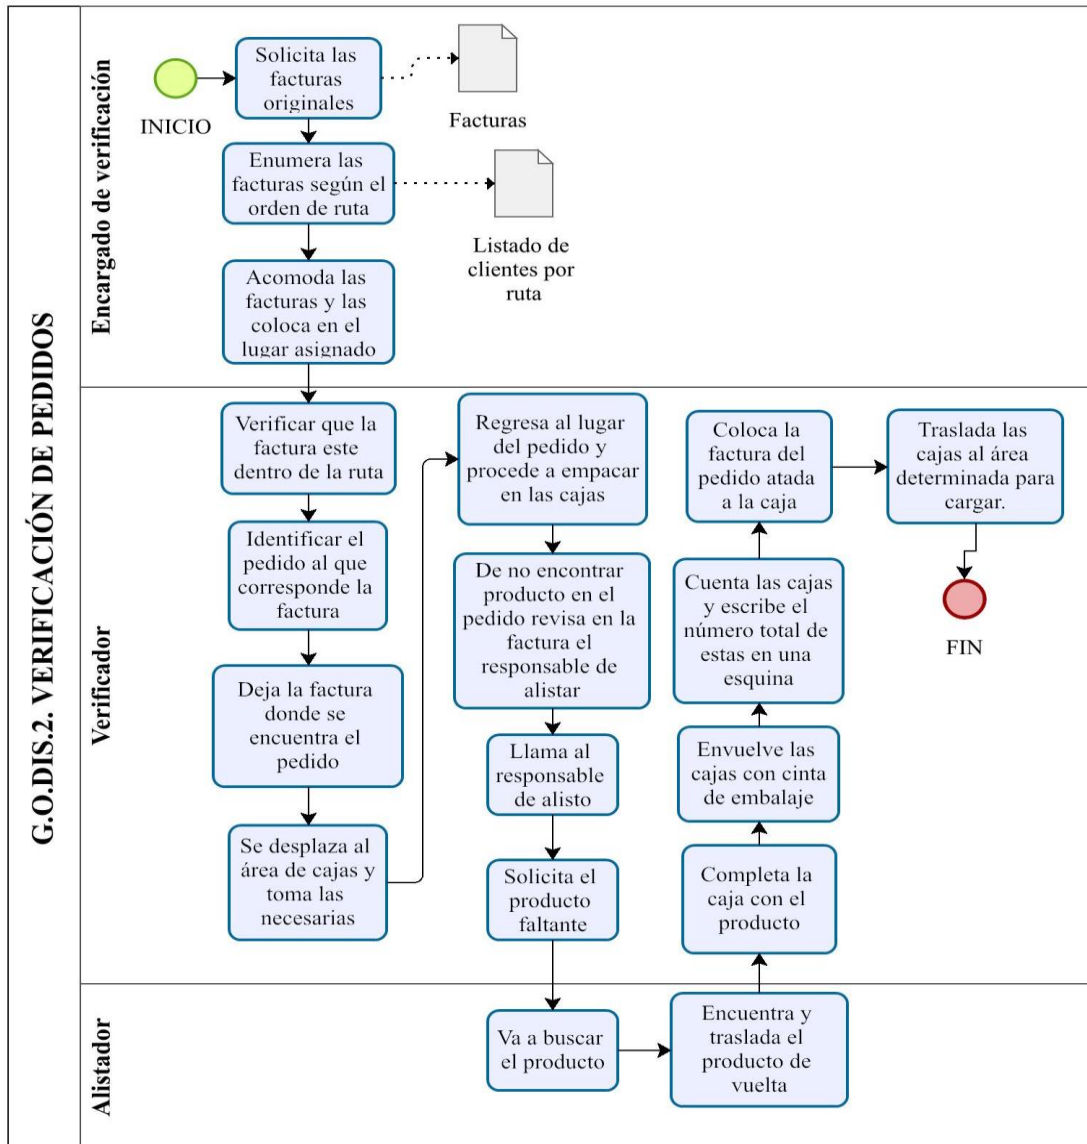 G.O.DIS.2. VERIFICACIÓN DE PEDIDOS
Encargado de verificación
INICIO
Solicita las
facturas
originales
Facturas
Enumera las
facturas según el
orden de ruta
Listado de
clientes por
ruta
Acomoda las
facturas y las
coloca en el
lugar asignado
Verificador
Verificar que la
factura este
dentro de la ruta
Identificar el
pedido al que
corresponde la
factura
Deja la factura
donde se
encuentra el
pedido
Se desplaza al
área de cajas y
toma las
necesarias
Regresa al lugar
del pedido y
procede a empacar
en las cajas
De no encontrar
producto en el
pedido revisa en la
factura el
responsable de
alistar
Llama al
responsable
de alisto
Solicita el
producto
faltante
Alistador
Va a buscar
el producto
Encuentra y
traslada el
producto de
vuelta
Completa la
caja con el
producto
Envuelve las
cajas con cinta
de embalaje
Cuenta las cajas
y escribe el
número total de
estas en una
esquina
Coloca la
factura del
pedido atada
a la caja
Traslada las
cajas al área
determinada para
cargar.
FIN